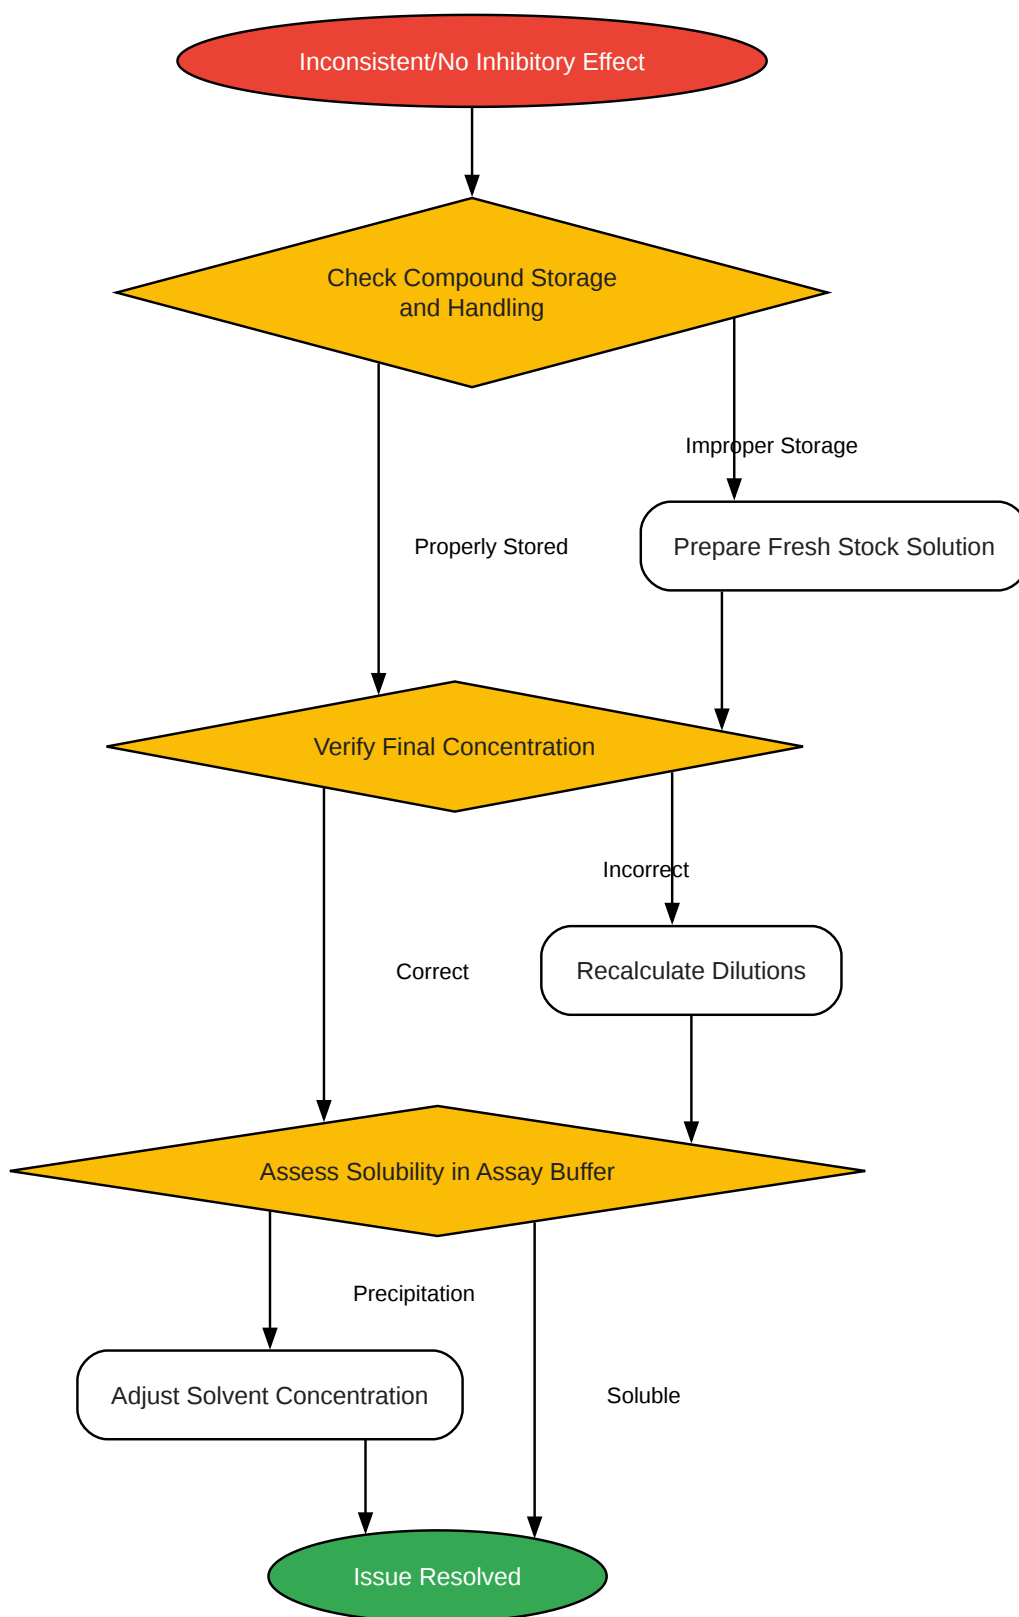 Inconsistent/No Inhibitory Effect
Check Compound Storage
and Handling
Improper Storage
Properly Stored
Prepare Fresh Stock Solution
Verify Final Concentration
Incorrect
Correct
Recalculate Dilutions
Assess Solubility in Assay Buffer
Precipitation
Adjust Solvent Concentration
Soluble
Issue Resolved